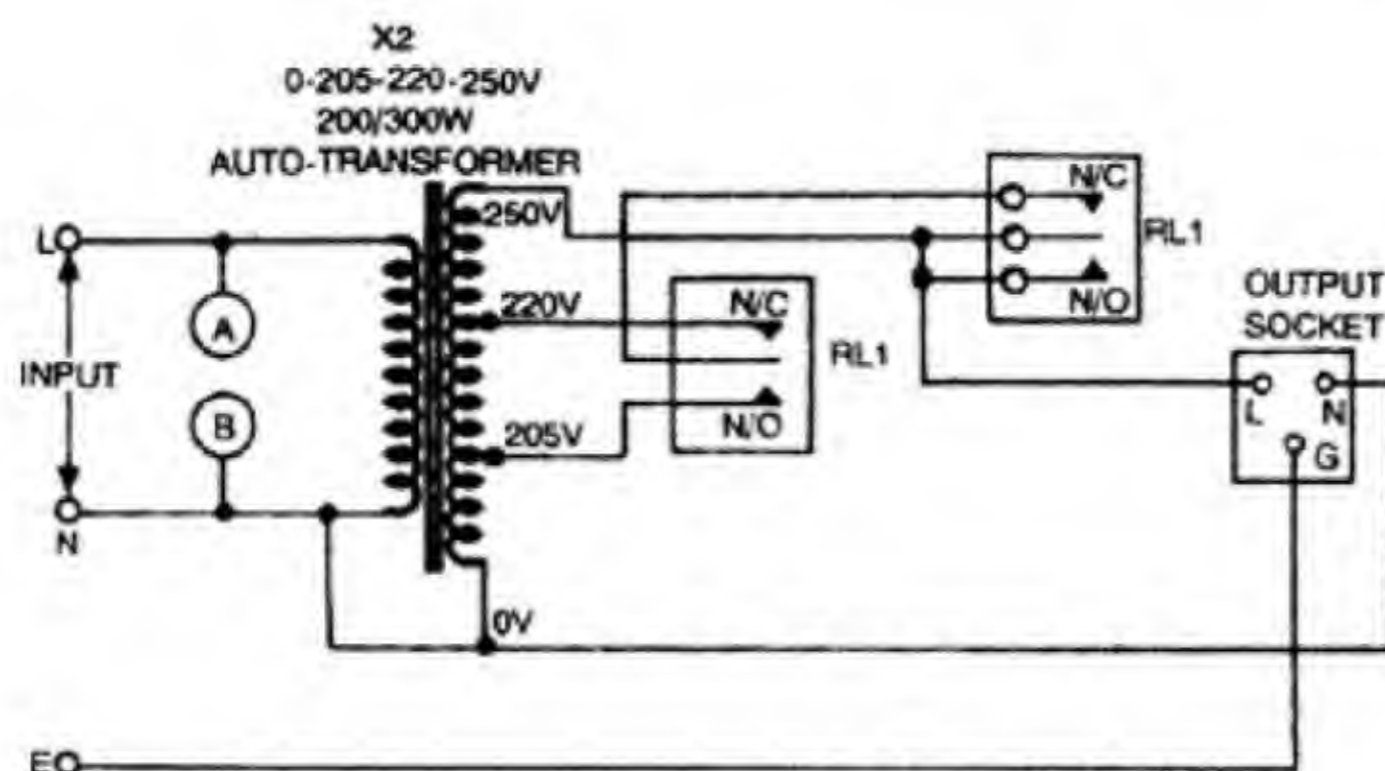 X2
0-205-220-250V
200/300W
AUTO-TRANSFORMER
250V
N/C
RL1
N/O
L
A
INPUT
B
N
220V
N/C
RL1
N/O
205V
OUTPUT
SOCKET
L
N
G
0V
E